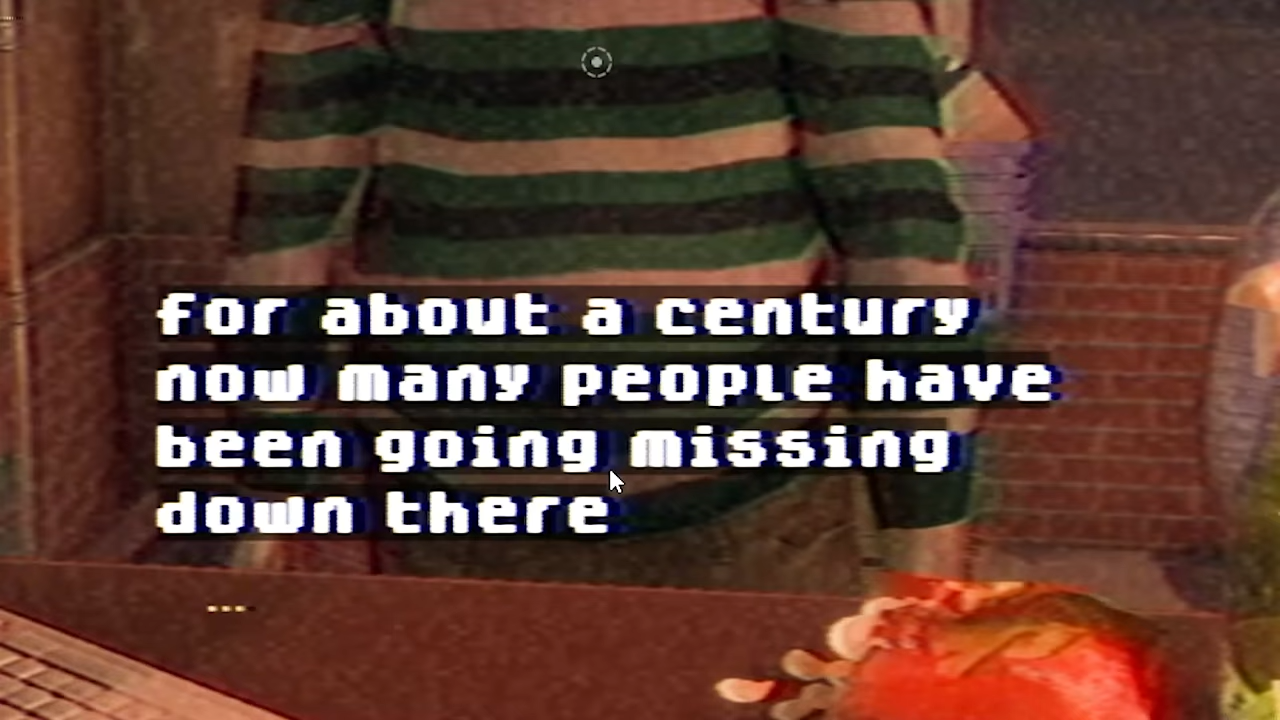 for about a century
now many people have
been going missing
down there
...